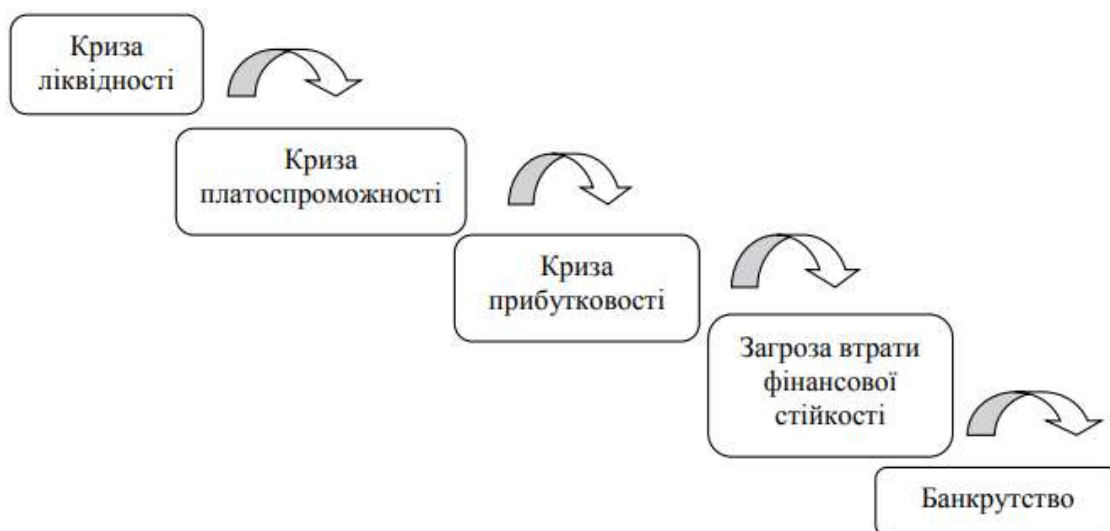 Криза
ліквідності
Криза
платоспроможності
Криза
прибутковості
Загроза втрати
фінансової
стійкості
Банкрутство